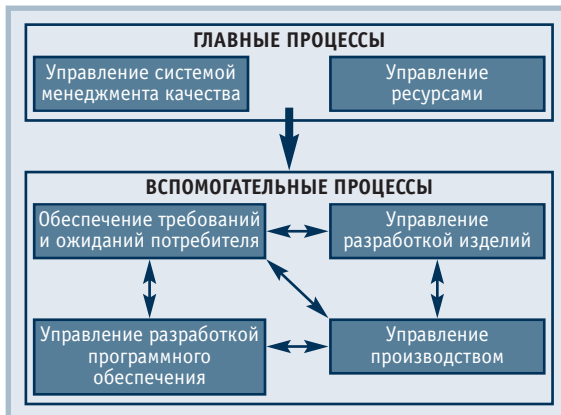 ГЛАВНЫЕ ПРОЦЕССЫ
Управление системой
менеджмента качества
Управление
ресурсами
ВСПОМОГАТЕЛЬНЫЕ ПРОЦЕССЫ
Обеспечение требований
и ожиданий потребителя
Управление
разработкой изделий
Управление разработкой
программного
обеспечения
Управление
производством